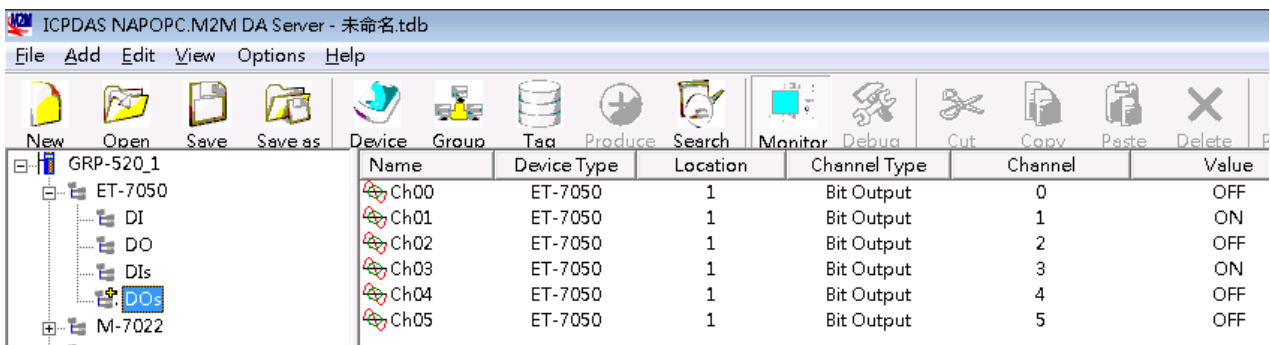 M2M ICPDAS NAPOPC.M2M DA Server - 未命名.tdb
File Add Edit View Options Help
New Open Save Save as Device Group Tag Produce Search Monitor Debug Cut Copy Paste Delete
GRP-520_1
ET-7050
DI
DO
DIs
DOs
M-7022
Name Device Type Location Channel Type Channel Value
Ch00 ET-7050 1 Bit Output 0 OFF
Ch01 ET-7050 1 Bit Output 1 ON
Ch02 ET-7050 1 Bit Output 2 OFF
Ch03 ET-7050 1 Bit Output 3 ON
Ch04 ET-7050 1 Bit Output 4 OFF
Ch05 ET-7050 1 Bit Output 5 OFF